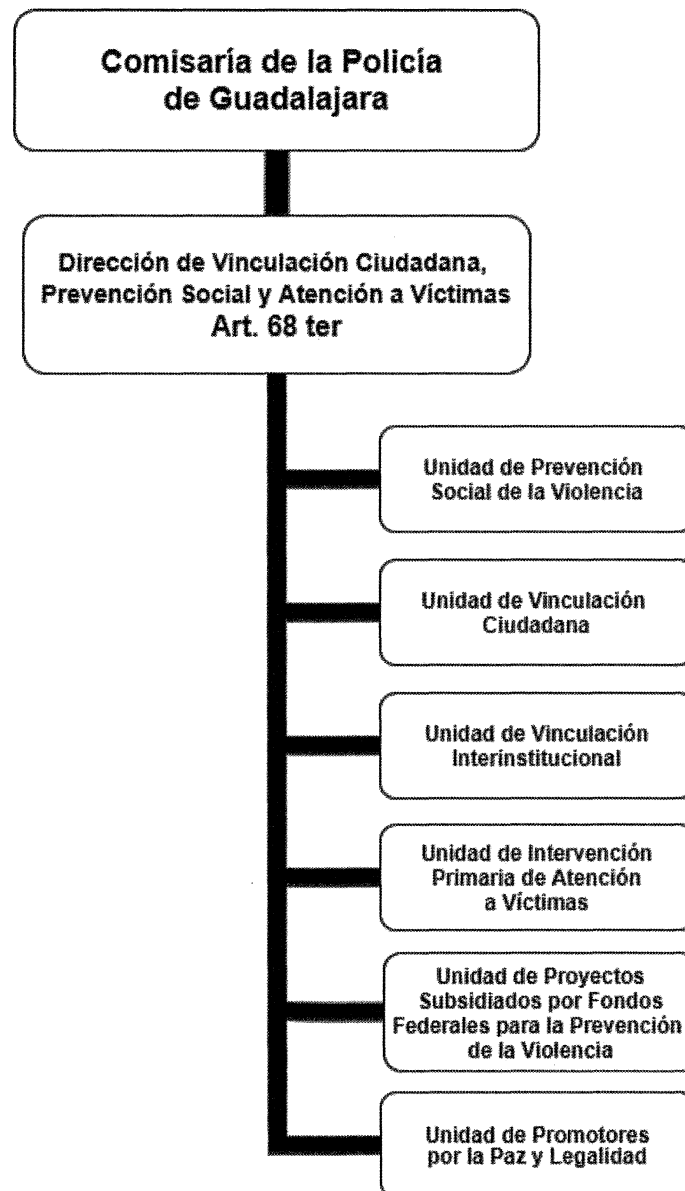 Comisaría de la Policía
de Guadalajara
Dirección de Vinculación Ciudadana,
Prevención Social y Atención a Víctimas
Art. 68 ter
Unidad de Prevención
Social de la Violencia
Unidad de Vinculación
Ciudadana
Unidad de Vinculación
Interinstitucional
Unidad de Intervención
Primaria de Atención
a Víctimas
Unidad de Proyectos
Subsidiados por Fondos
Federales para la Prevención
de la Violencia
Unidad de Promotores
por la Paz y Legalidad